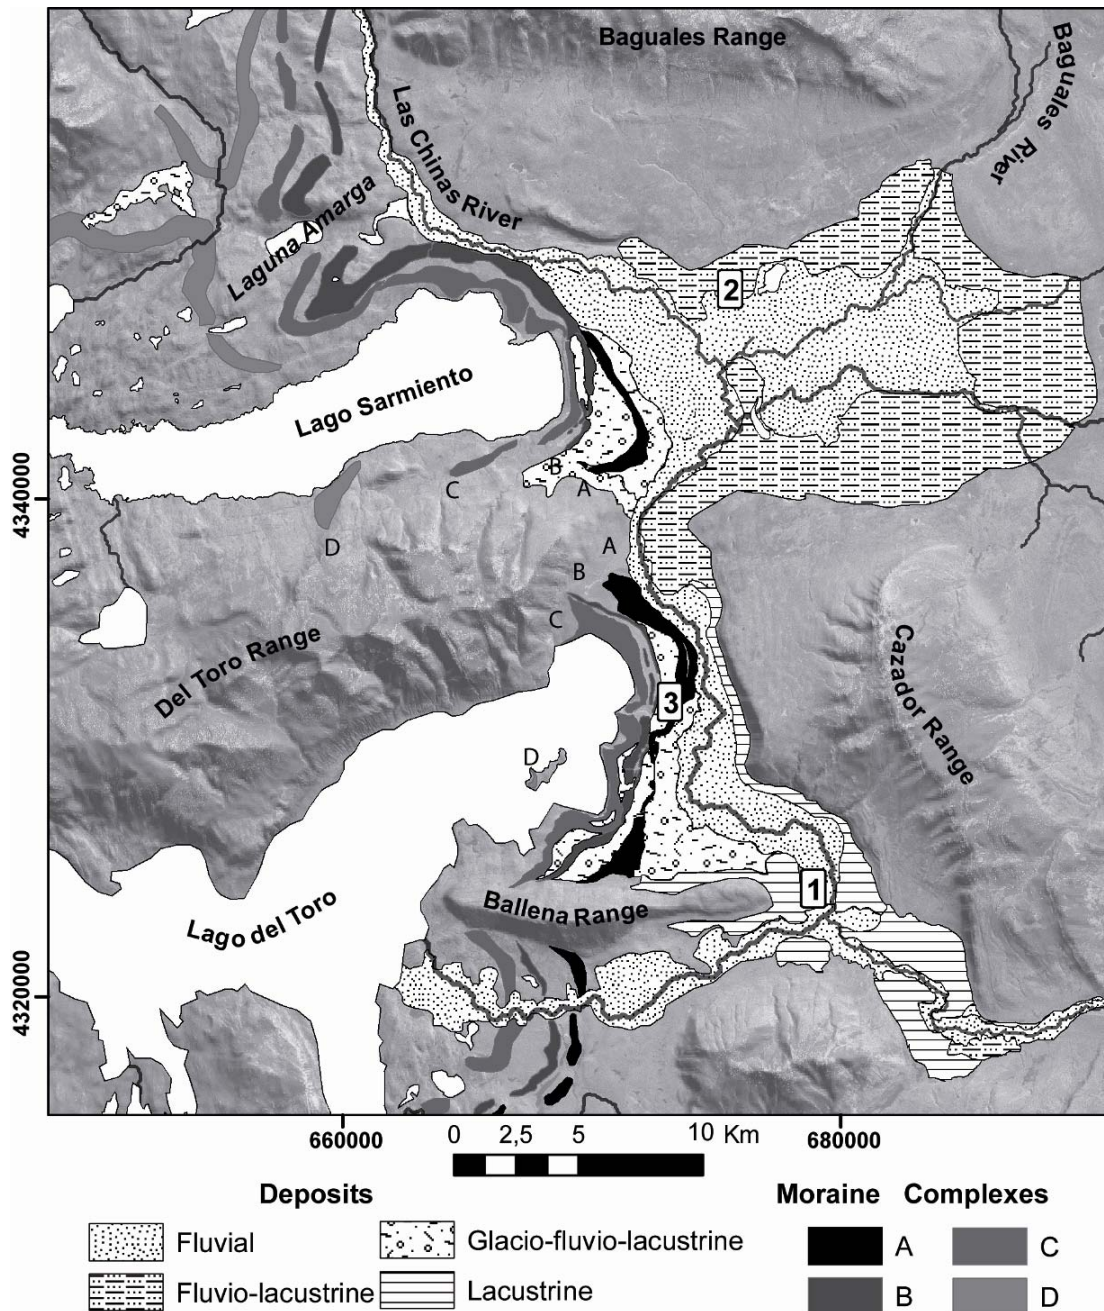 Baguales Range
Baguales River
Las Chinas River
Laguna Amarga
2
Lago Sarmiento
B
C
A
4340000
D
A
B
C
Del Toro Range
Cazador Range
3
D
1
Ballena Range
Lago del Toro
4320000
660000
680000
0 2,5 5 10 Km
Deposits
Moraine Complexes
Fluvial
Glacio-fluvio-lacustrine
A
C
Fluvio-lacustrine
Lacustrine
B
D